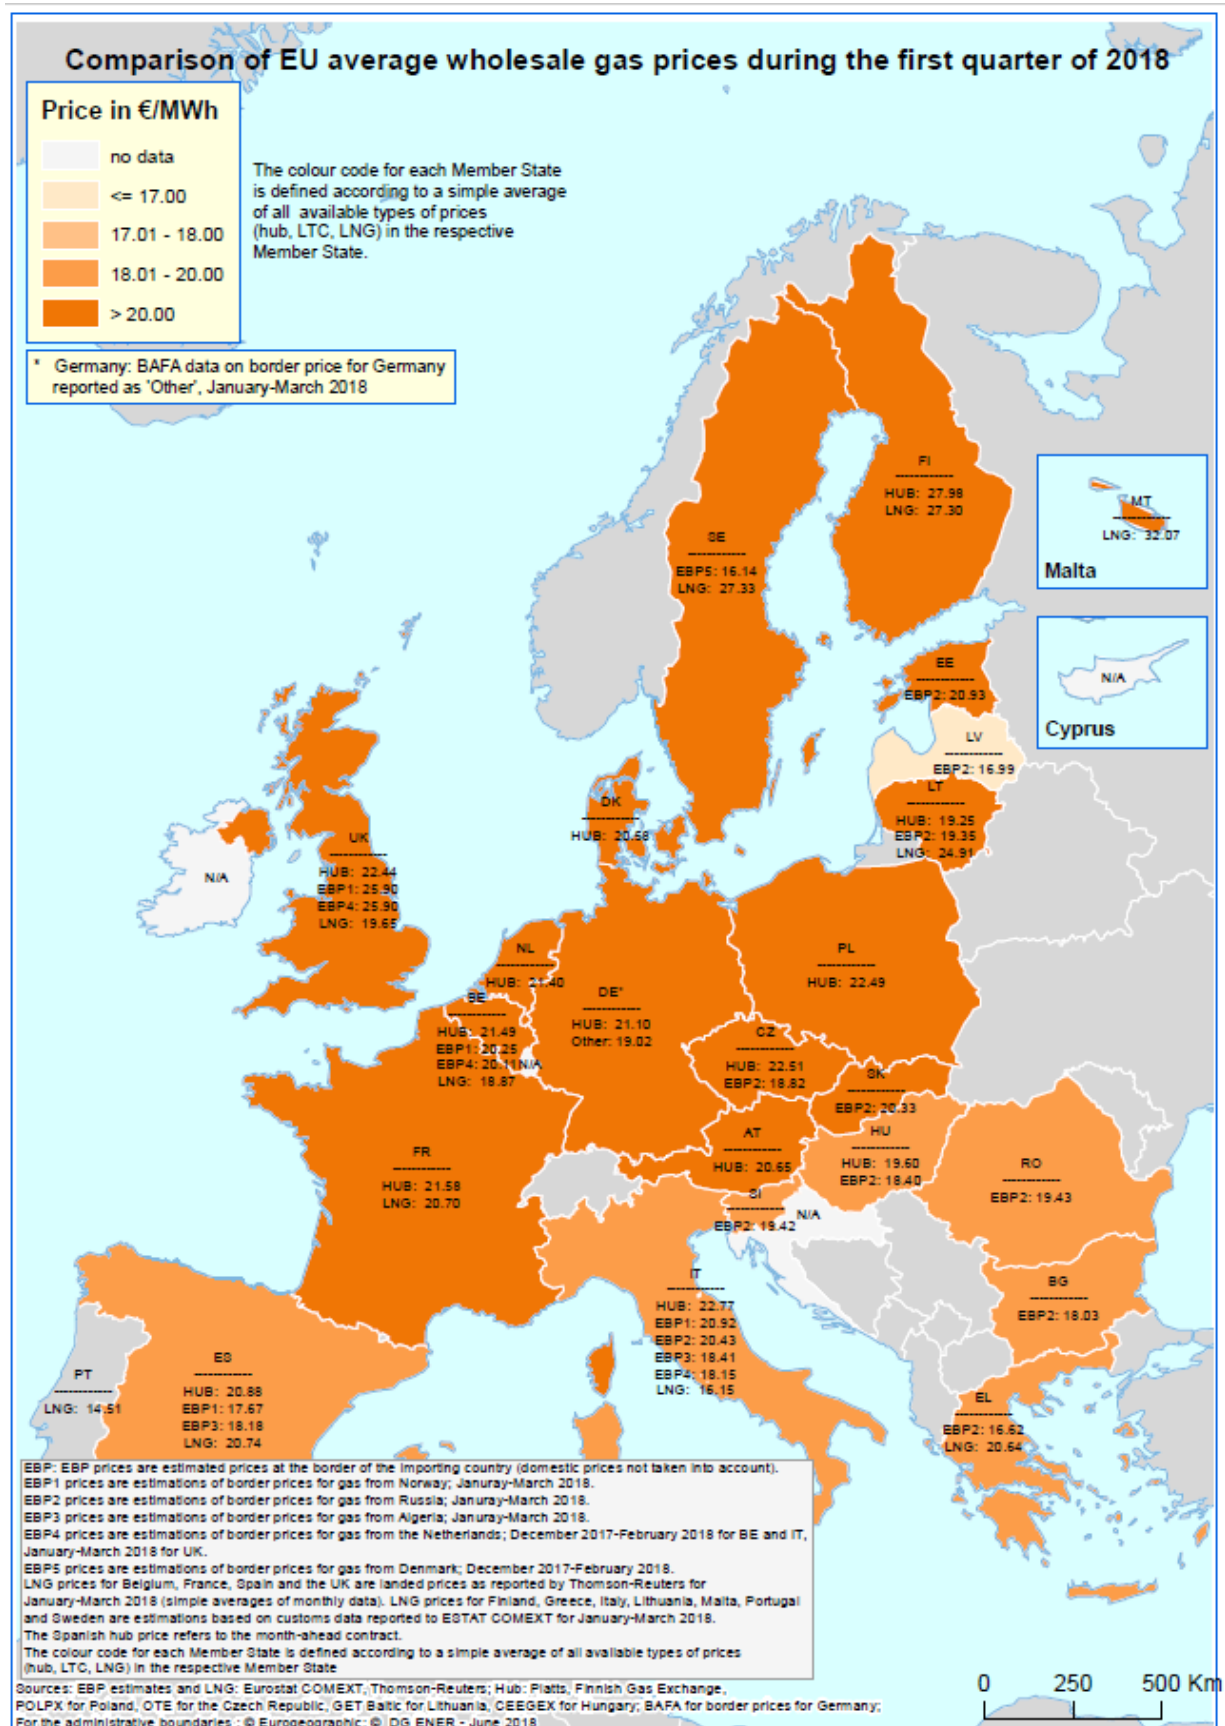 Comparison of EU average wholesale gas prices during the first quarter of 2018
Price in €/MWh
no data
<= 17.00
17.01 - 18.00
18.01 - 20.00
> 20.00
The colour code for each Member State
is defined according to a simple average
of all available types of prices
(hub, LTC, LNG) in the respective
Member State.
* Germany: BAFA data on border price for Germany
reported as 'Other', January-March 2018
FI
HUB: 27.98
LNG: 27.30
MT
LNG: 32.07
Malta
SE
EBP5: 16.14
LNG: 27.33
N/A
Cyprus
EE
EBP2: 20.93
LV
EBP2: 16.99
LT
HUB: 19.25
EBP2: 19.35
LNG: 24.91
DK
HUB: 20.58
UK
HUB: 22.44
EBP1: 25.90
EBP4: 25.90
LNG: 19.65
N/A
NL
HUB: 21.40
BE
HUB: 21.49
EBP1: 20.25
EBP4: 20.11
LNG: 18.87
N/A
DE*
HUB: 21.10
Other: 19.02
PL
HUB: 22.49
CZ
HUB: 22.51
EBP2: 18.82
SK
EBP2: 20.33
AT
HUB: 20.65
HU
HUB: 19.60
EBP2: 18.40
RO
EBP2: 19.43
FR
HUB: 21.58
LNG: 20.70
SI
EBP2: 19.42
N/A
IT
HUB: 22.77
EBP1: 20.92
EBP2: 20.43
EBP3: 18.41
EBP4: 18.15
LNG: 15.15
BG
EBP2: 18.03
PT
LNG: 14.51
ES
HUB: 20.88
EBP1: 17.67
EBP3: 18.18
LNG: 20.74
EL
EBP2: 16.62
LNG: 20.64
EBP: EBP prices are estimated prices at the border of the importing country (domestic prices not taken into account).
EBP1 prices are estimations of border prices for gas from Norway; Januray-March 2018.
EBP2 prices are estimations of border prices for gas from Russia; Januray-March 2018.
EBP3 prices are estimations of border prices for gas from Algeria; Januray-March 2018.
EBP4 prices are estimations of border prices for gas from the Netherlands; December 2017-February 2018 for BE and IT,
January-March 2018 for UK.
EBP5 prices are estimations of border prices for gas from Denmark; December 2017-February 2018.
LNG prices for Belgium, France, Spain and the UK are landed prices as reported by Thomson-Reuters for
January-March 2018 (simple averages of monthly data). LNG prices for Finland, Greece, Italy, Lithuania, Malta, Portugal
and Sweden are estimations based on customs data reported to ESTAT COMEXT for January-March 2018.
The Spanish hub price refers to the month-ahead contract.
The colour code for each Member State is defined according to a simple average of all available types of prices
(hub, LTC, LNG) in the respective Member State
Sources: EBP estimates and LNG: Eurostat COMEXT, Thomson-Reuters; Hub: Platts, Finnish Gas Exchange,
POLPX for Poland, OTE for the Czech Republic, GET Baltic for Lithuania, CEEGEX for Hungary; BAFA for border prices for Germany;
For the administrative boundaries : © Eurogeographic; © DG ENER - June 2018
0 250 500 Km